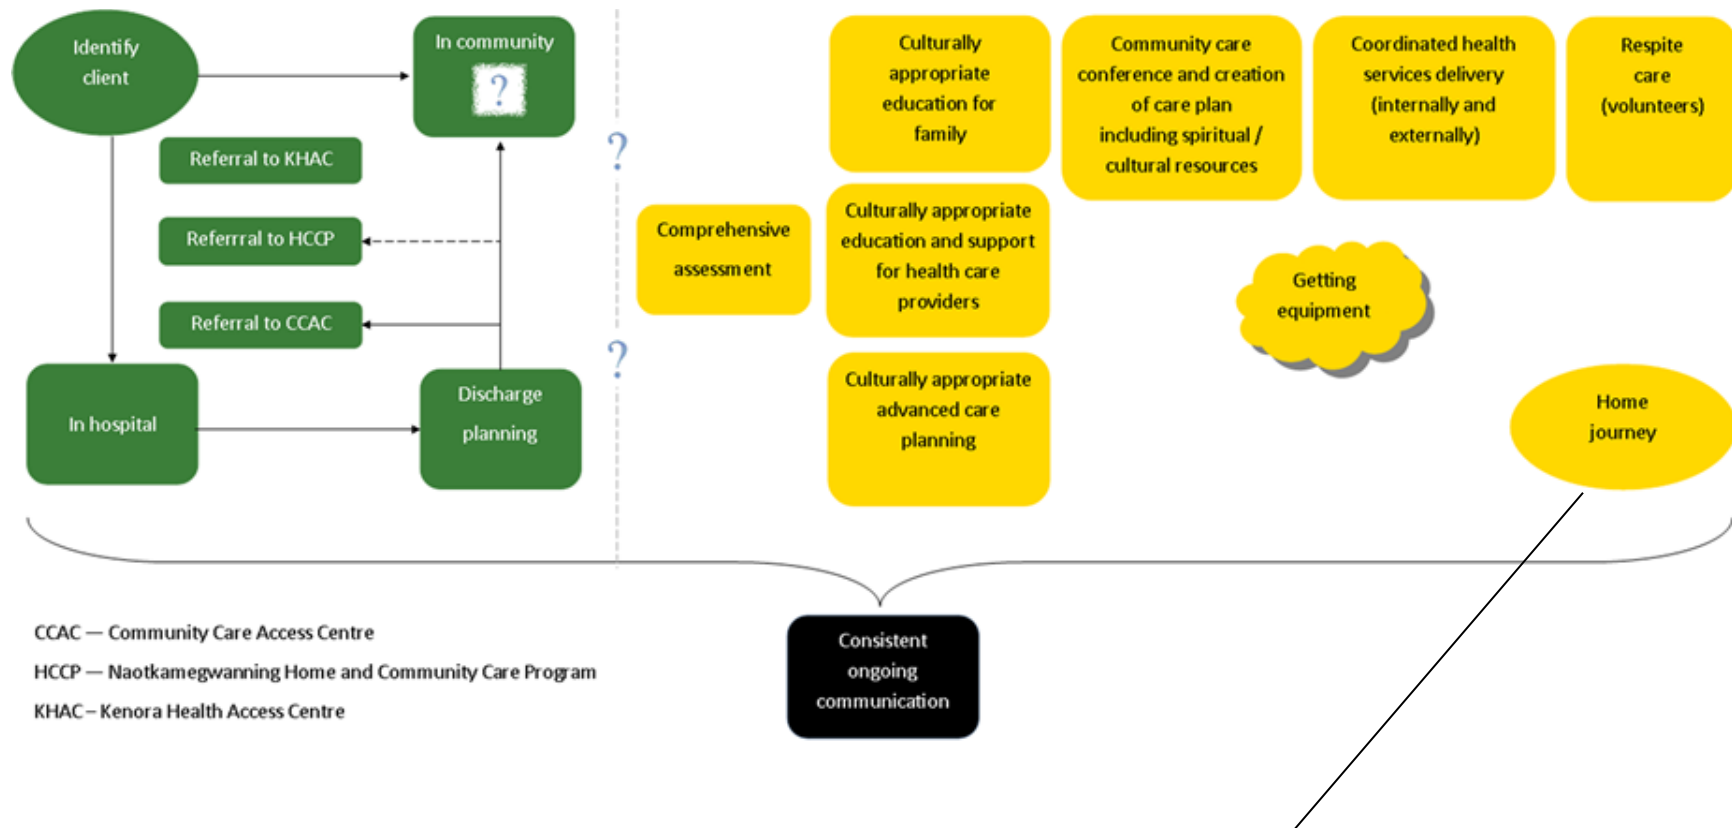 Identify
client
In community
?
Referral to KHAC
Referrral to HCCP
Referral to CCAC
In hospital
Discharge
planning
?
?
Comprehensive
assessment
Culturally
appropriate
education for
family
Culturally appropriate
education and support
for health care
providers
Culturally appropriate
advanced care
planning
Community care
conference and creation
of care plan
including spiritual /
cultural resources
Coordinated health
services delivery
(internally and
externally)
Respite
care
(volunteers)
Getting
equipment
Home
journey
Consistent
ongoing
communication
CCAC — Community Care Access Centre
HCCP — Naotkamegwanning Home and Community Care Program
KHAC – Kenora Health Access Centre